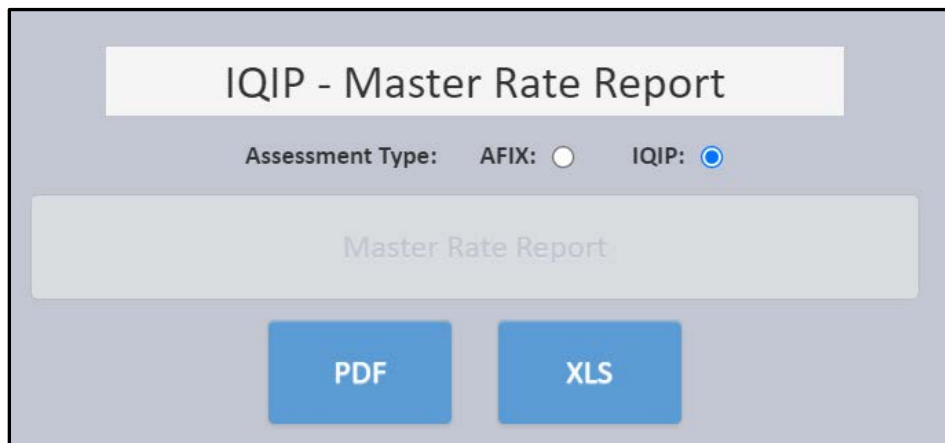 IQIP - Master Rate Report
Assessment Type: AFIX: IQIP:
Master Rate Report
PDF XLS